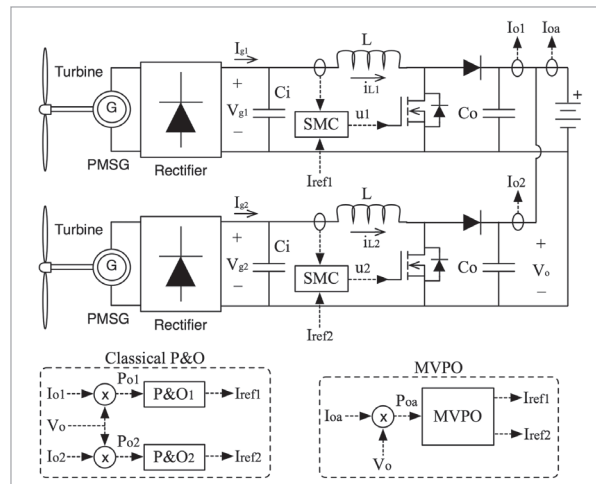 Io1 Ioa
Turbine Ig1 L
G iL1
+ Vg1 − Ci SMC u1 Co +
PMSG Rectifier Iref1
Turbine Ig2 L Io2
G iL2
+ Vg2 − Ci SMC u2 Co + Vo −
PMSG Rectifier Iref2
Classical P&O
Io1 x Po1 P&O1 Iref1
Vo
Io2 x Po2 P&O2 Iref2
MVPO
Ioa x Poa MVPO Iref1
Iref2
Vo